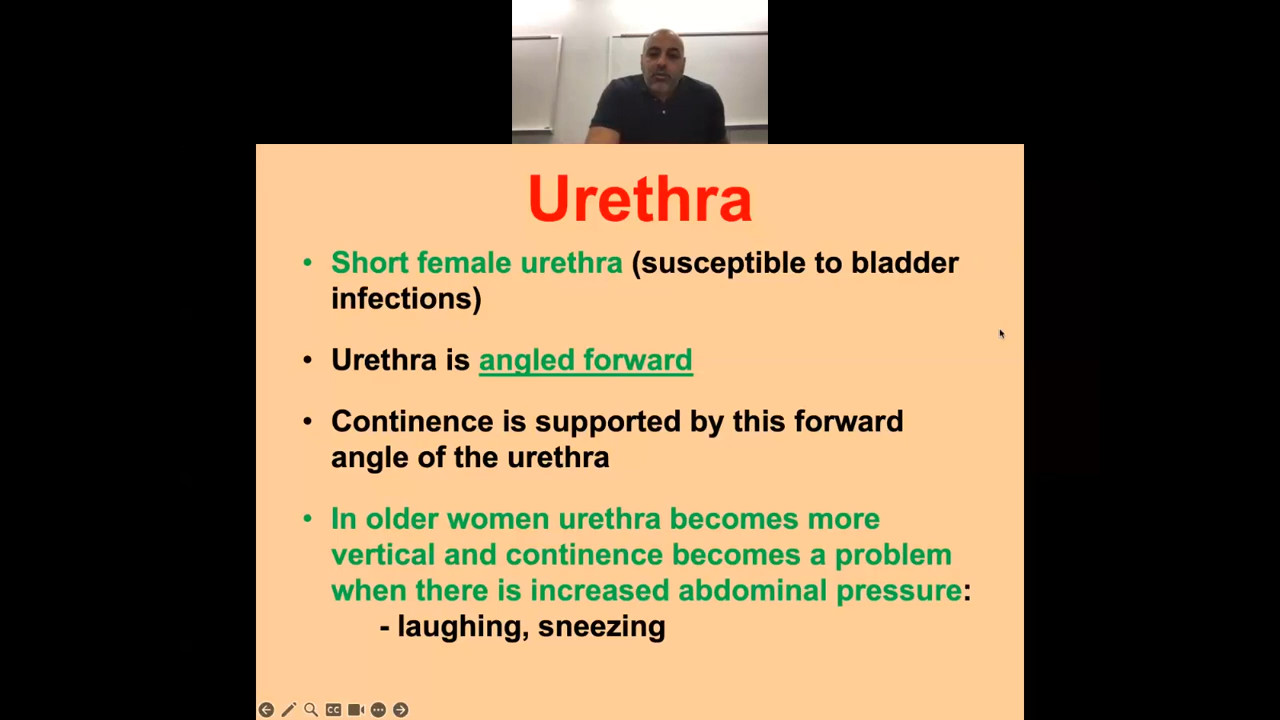 Urethra
• Short female urethra (susceptible to bladder
infections)
• Urethra is angled forward
• Continence is supported by this forward
angle of the urethra
• In older women urethra becomes more
vertical and continence becomes a problem
when there is increased abdominal pressure:
- laughing, sneezing
CC